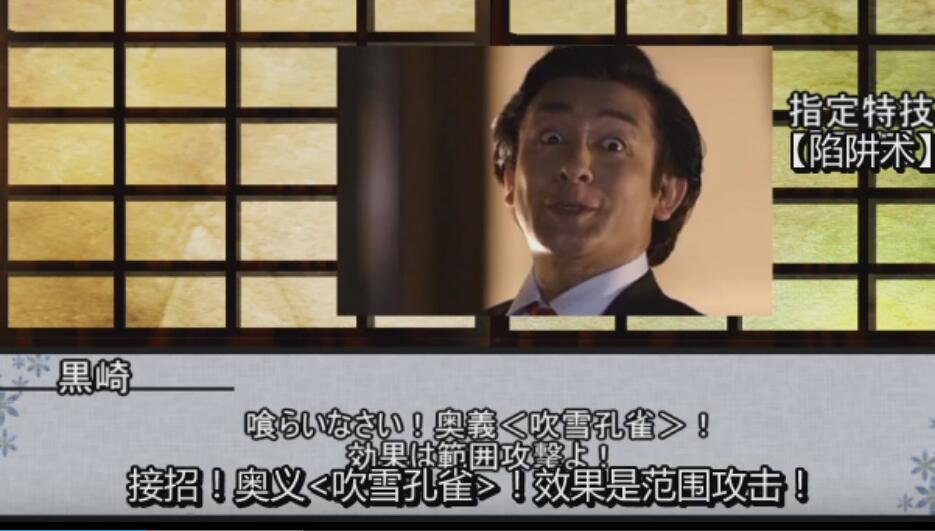 指定特技
【陷阱术】
黒崎
喰らいなさい！奥義＜吹雪孔雀＞！
効果は範囲攻撃よ！
接招！奥义<吹雪孔雀>！效果是范围攻击！